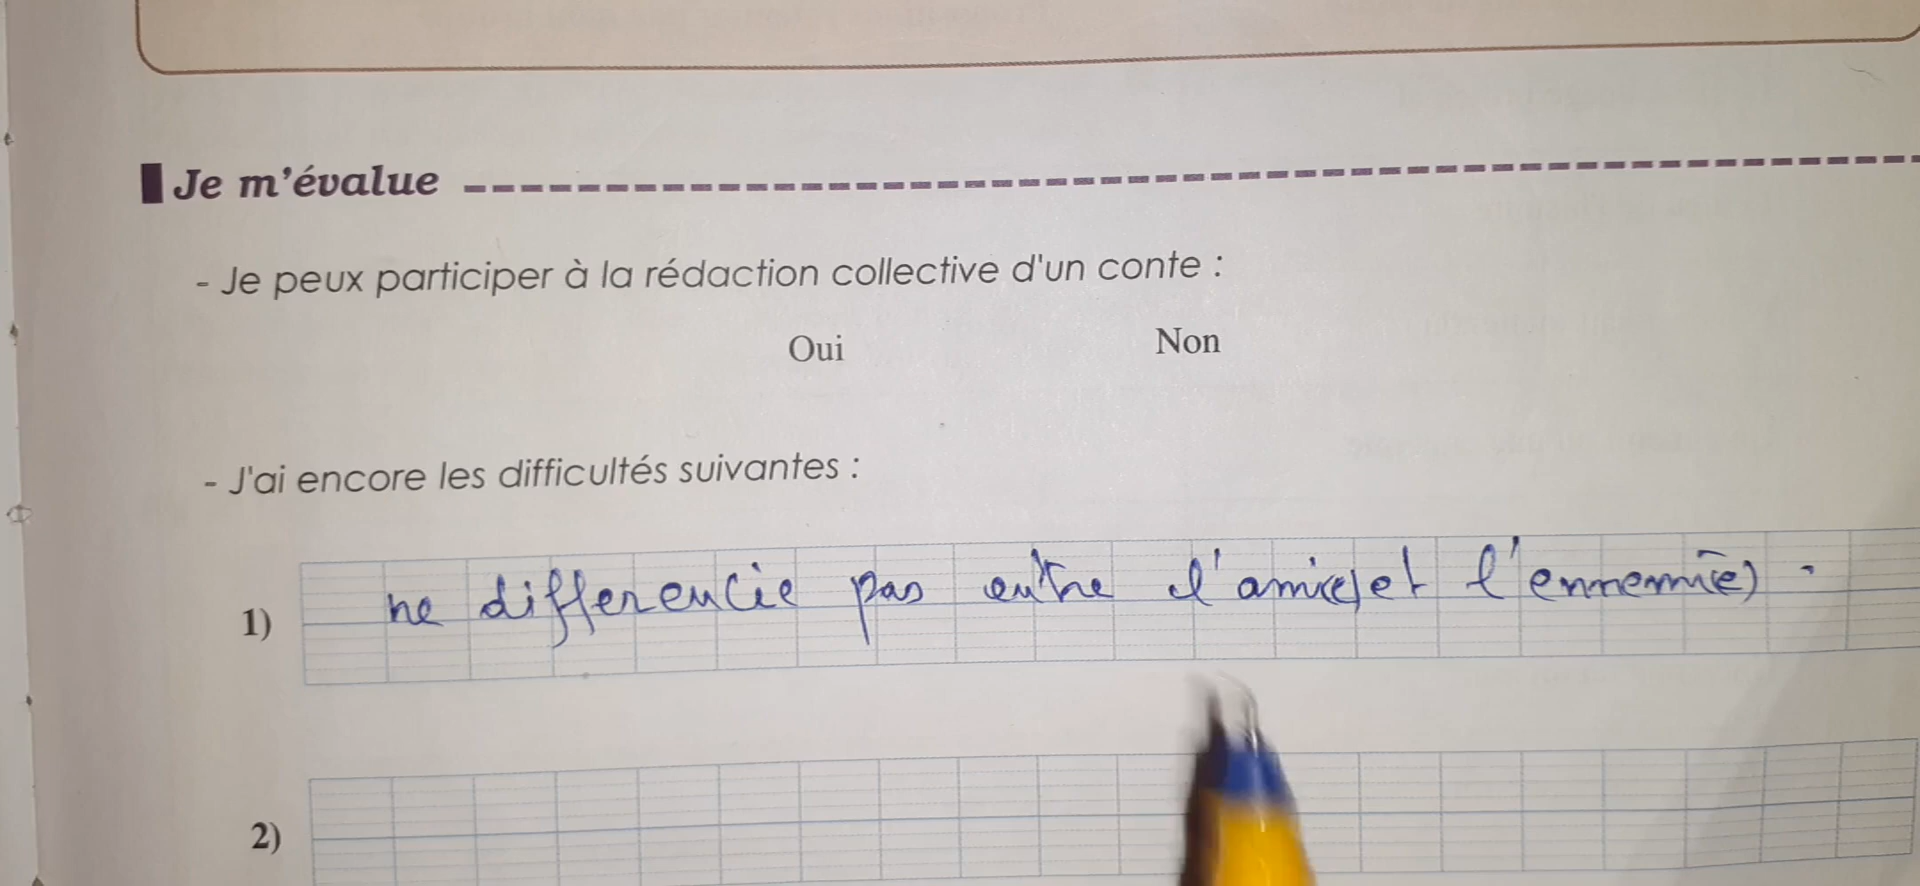 Je m'évalue
- Je peux participer à la rédaction collective d'un conte :
Oui Non
- J'ai encore les difficultés suivantes :
1) ne differencie pas entre l'ami(e)et l'ennemi(e).
2)